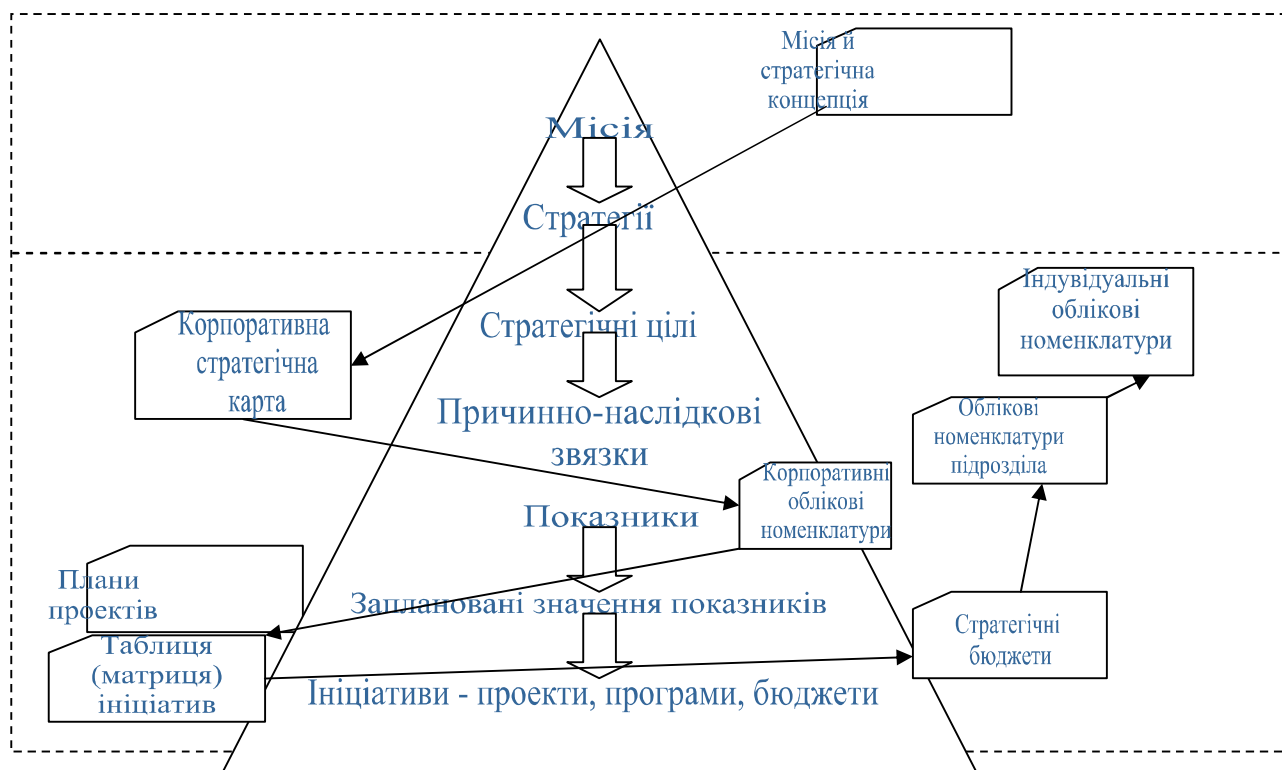 Місія й
стратегічна
концепція
Місія
Стратегії
Стратегічні цілі
Причинно-наслідкові
звязки
Показники
Заплановані значення показників
Ініціативи - проекти, програми, бюджети
Корпоративна
стратегічна
карта
Індувідуальні
облікові
номенклатури
Облікові
номенклатури
підрозділа
Корпоративні
облікові
номенклатури
Плани
проектів
Таблиця
(матриця)
ініціатив
Стратегічні
бюджети